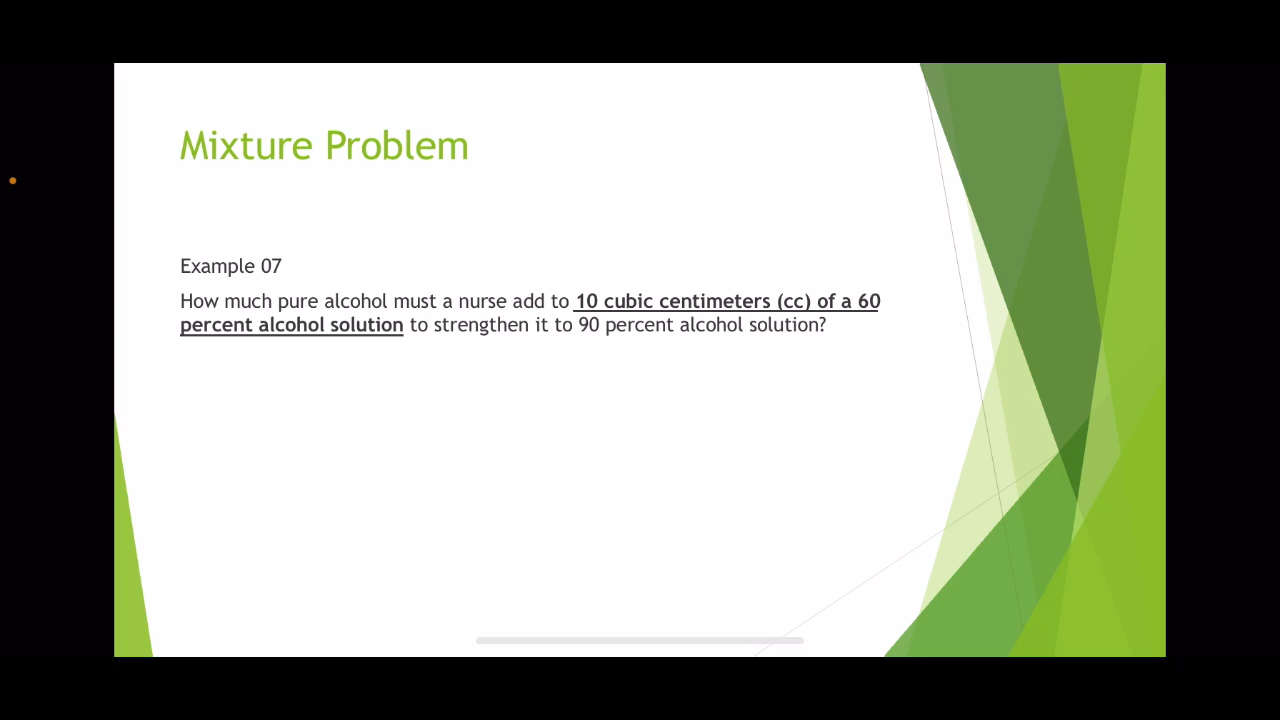 Mixture Problem
Example 07
How much pure alcohol must a nurse add to 10 cubic centimeters (cc) of a 60
percent alcohol solution to strengthen it to 90 percent alcohol solution?